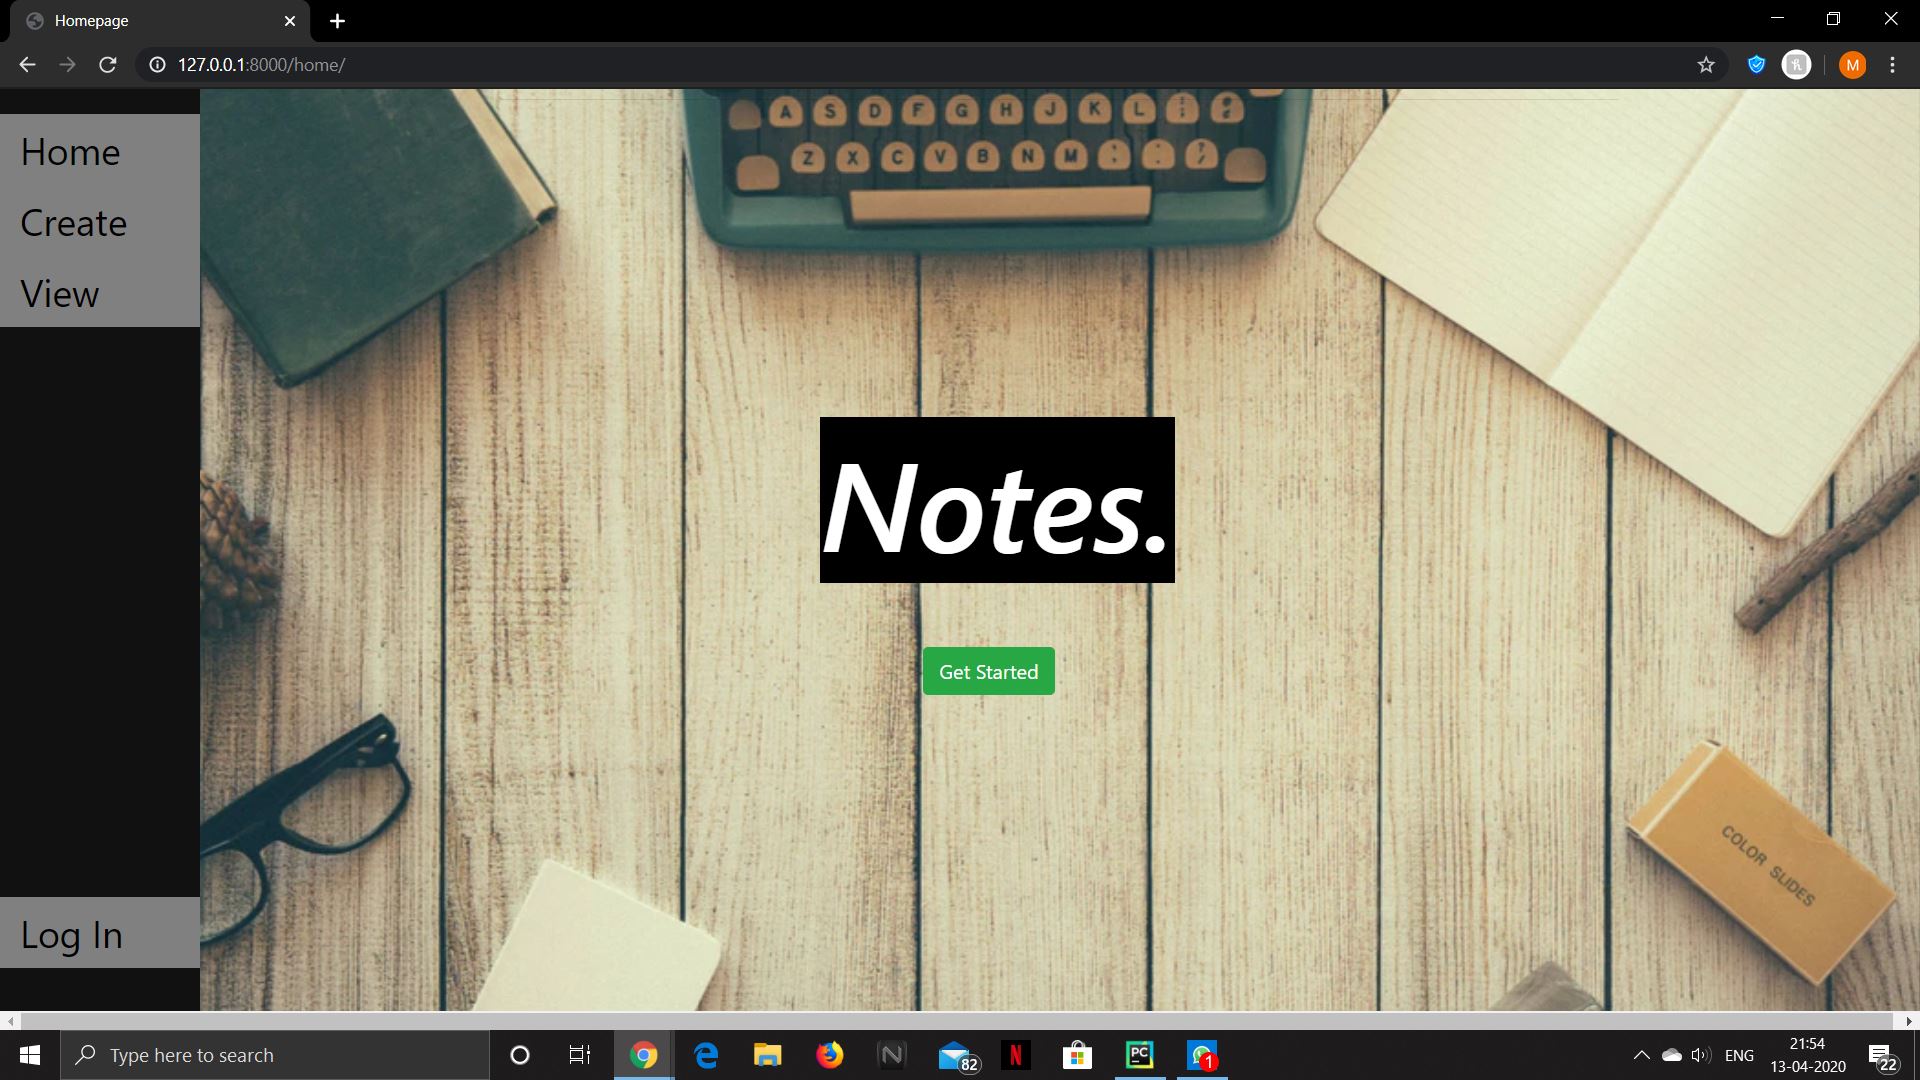 Homepage
127.0.0.1:8000/home/
M
Home
Create
View
Log In
A S D F G H J K L
Z X C V B N M
Notes.
Get Started
COLOR SLIDES
Type here to search
82
N
PC
1
ENG
21:54
13-04-2020
22